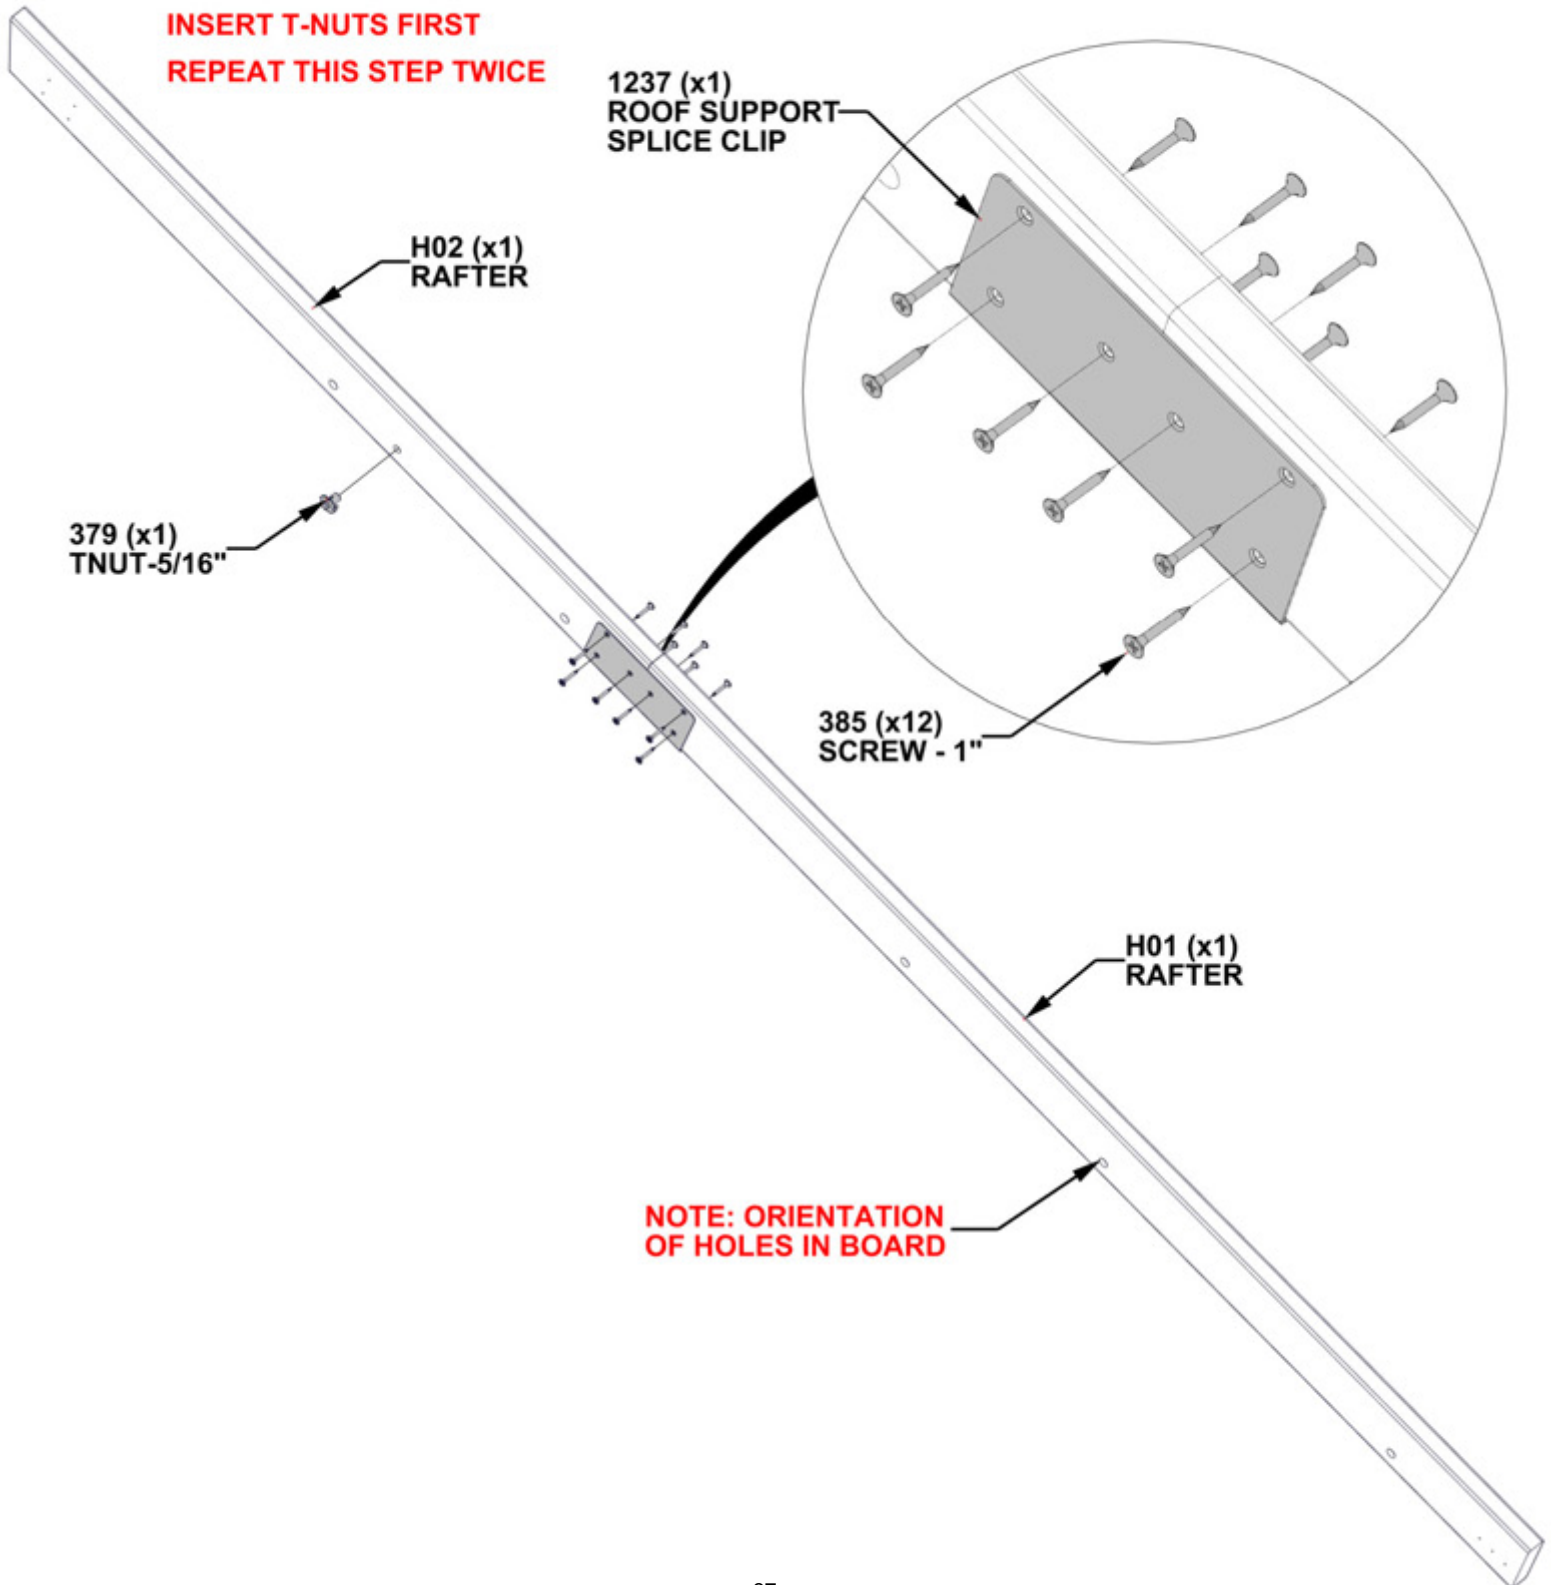 INSERT T-NUTS FIRST
REPEAT THIS STEP TWICE
1237 (x1)
ROOF SUPPORT
SPLICE CLIP
H02 (x1)
RAFTER
379 (x1)
TNUT-5/16"
385 (x12)
SCREW - 1"
H01 (x1)
RAFTER
NOTE: ORIENTATION
OF HOLES IN BOARD